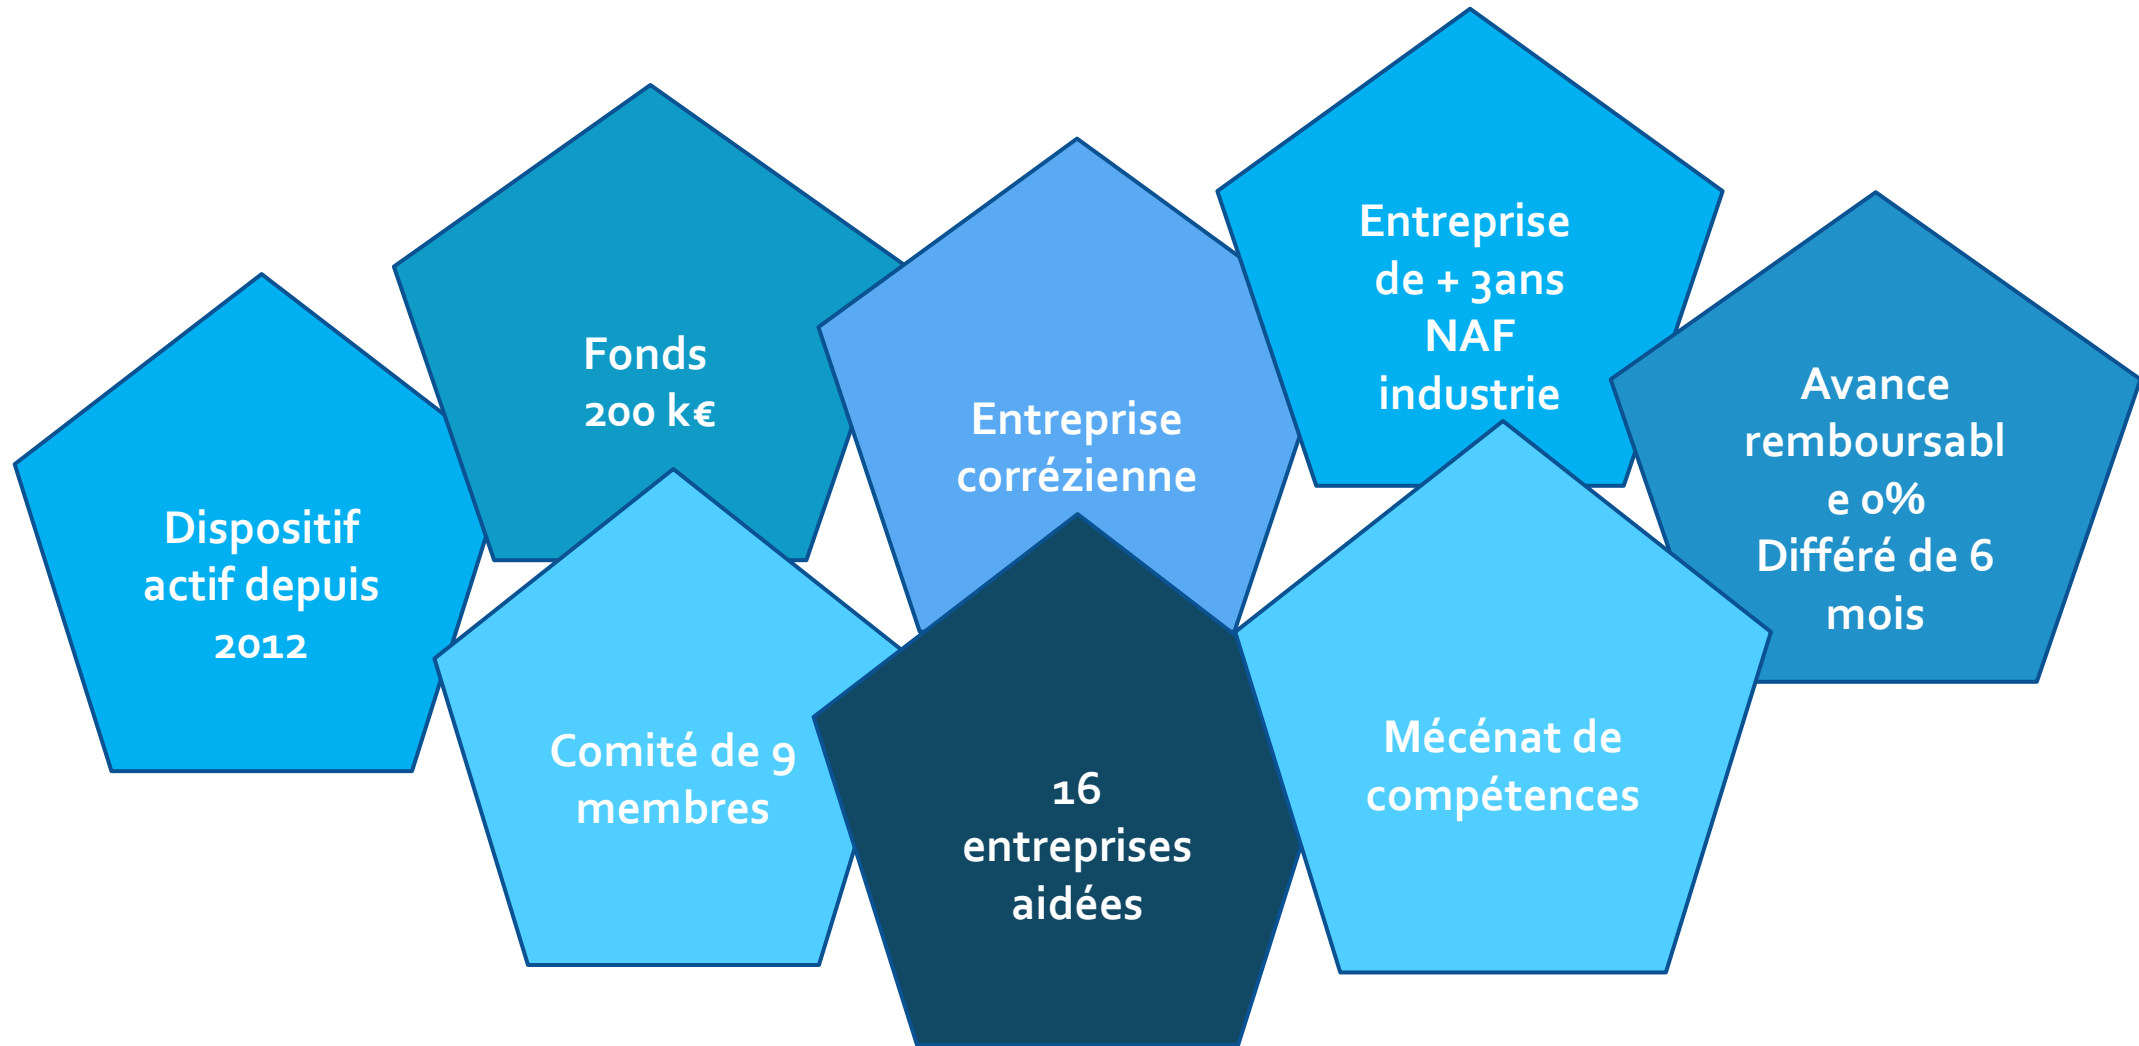 Dispositif
actif depuis
2012
Fonds
200 k€
Entreprise
corrézienne
Entreprise
de + 3ans
NAF
industrie
Avance
remboursabl
e 0%
Différé de 6
mois
Comité de 9
membres
16
entreprises
aidées
Mécénat de
compétences